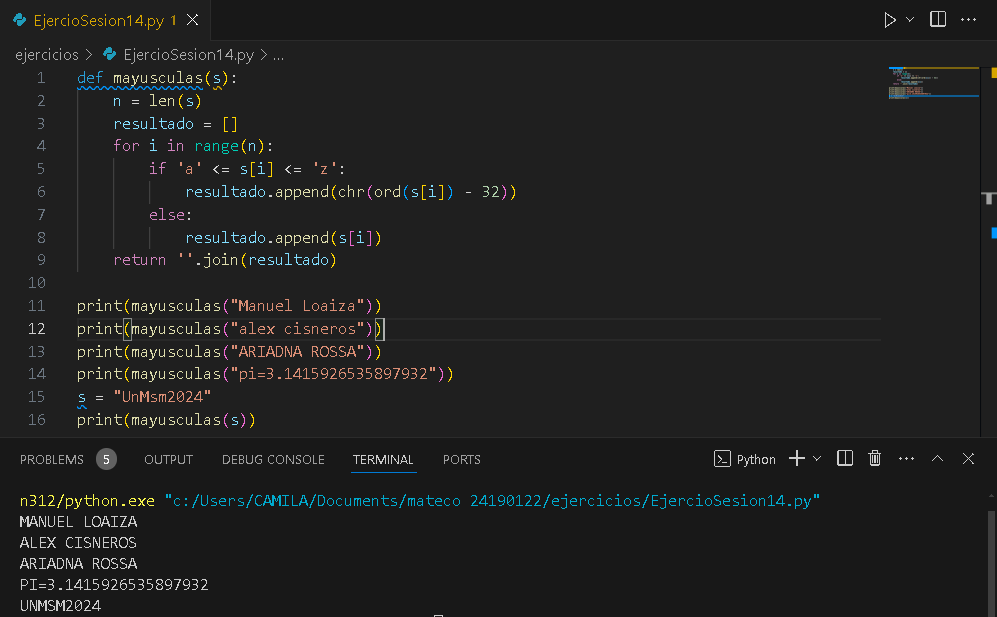 EjercioSesion14.py 1
ejercicios > EjercioSesion14.py > ...
1 def mayusculas(s):
2     n = len(s)
3     resultado = []
4     for i in range(n):
5         if 'a' <= s[i] <= 'z':
6             resultado.append(chr(ord(s[i]) - 32))
7         else:
8             resultado.append(s[i])
9     return ''.join(resultado)
10
11 print(mayusculas("Manuel Loaiza"))
12 print(mayusculas("alex cisneros"))
13 print(mayusculas("ARIADNA ROSSA"))
14 print(mayusculas("pi=3.1415926535897932"))
15 s = "UnMsm2024"
16 print(mayusculas(s))
PROBLEMS 5 OUTPUT DEBUG CONSOLE TERMINAL PORTS Python
n312/python.exe "c:/Users/CAMILA/Documents/mateco 24190122/ejercicios/EjercioSesion14.py"
MANUEL LOAIZA
ALEX CISNEROS
ARIADNA ROSSA
PI=3.1415926535897932
UNMSM2024